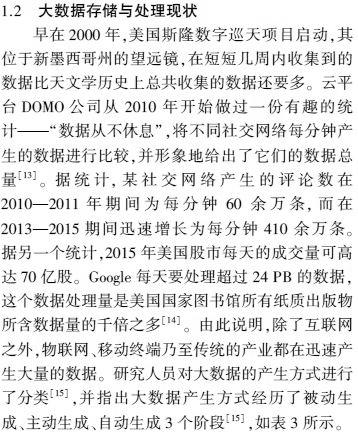 1.2 大数据存储与处理现状
早在 2000 年,美国斯隆数字巡天项目启动,其
位于新墨西哥州的望远镜,在短短几周内收集到的
数据比天文学历史上总共收集的数据还要多。云平
台 DOMO 公司从 2010 年开始做过一份有趣的统
计——“数据从不休息”,将不同社交网络每分钟产
生的数据进行比较,并形象地给出了它们的数据总
量[13]。据统计,某社交网络产生的评论数在
2010—2011 年期间为每分钟 60 余万条,而在
2013—2015 期间迅速增长为每分钟 410 余万条。
据另一个统计,2015 年美国股市每天的成交量可高
达 70 亿股。Google 每天要处理超过 24 PB 的数据,
这个数据处理量是美国国家图书馆所有纸质出版物
所含数据量的千倍之多[14]。由此说明,除了互联网
之外,物联网、移动终端乃至传统的产业都在迅速产
生大量的数据。研究人员对大数据的产生方式进行
了分类[15],并指出大数据产生方式经历了被动生
成、主动生成、自动生成 3 个阶段[15],如表 3 所示。